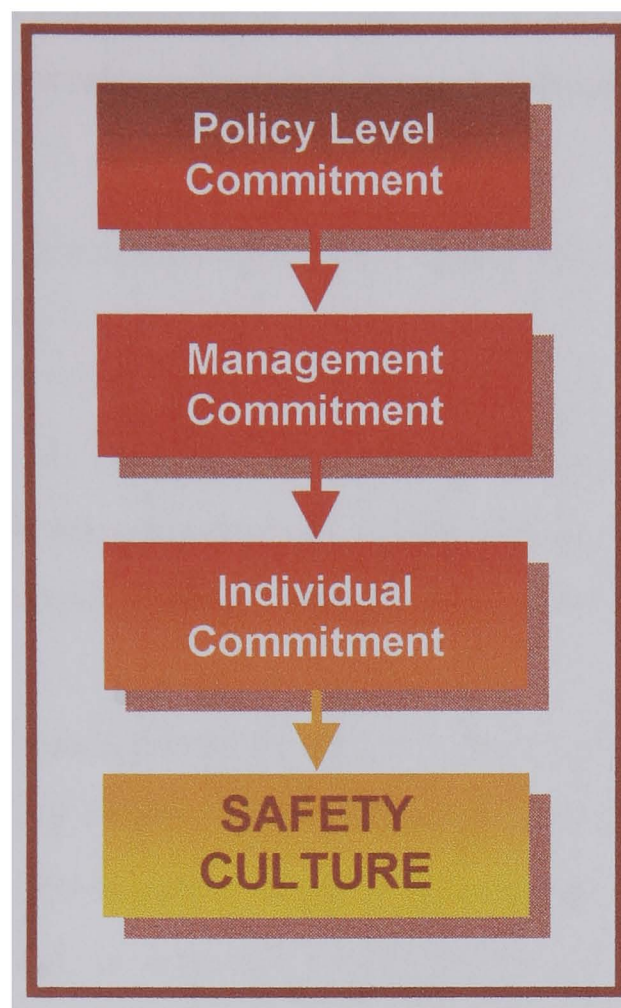 Policy Level
Commitment
Management
Commitment
Individual
Commitment
SAFETY
CULTURE